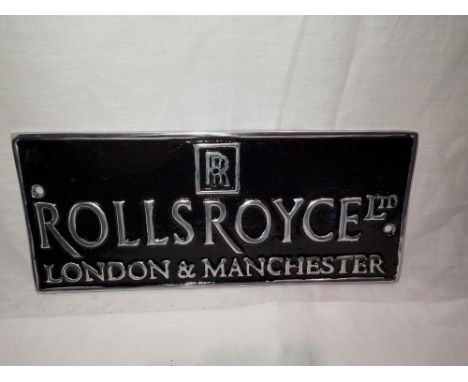 RR
ROLLSROYCE LTD
LONDON & MANCHESTER